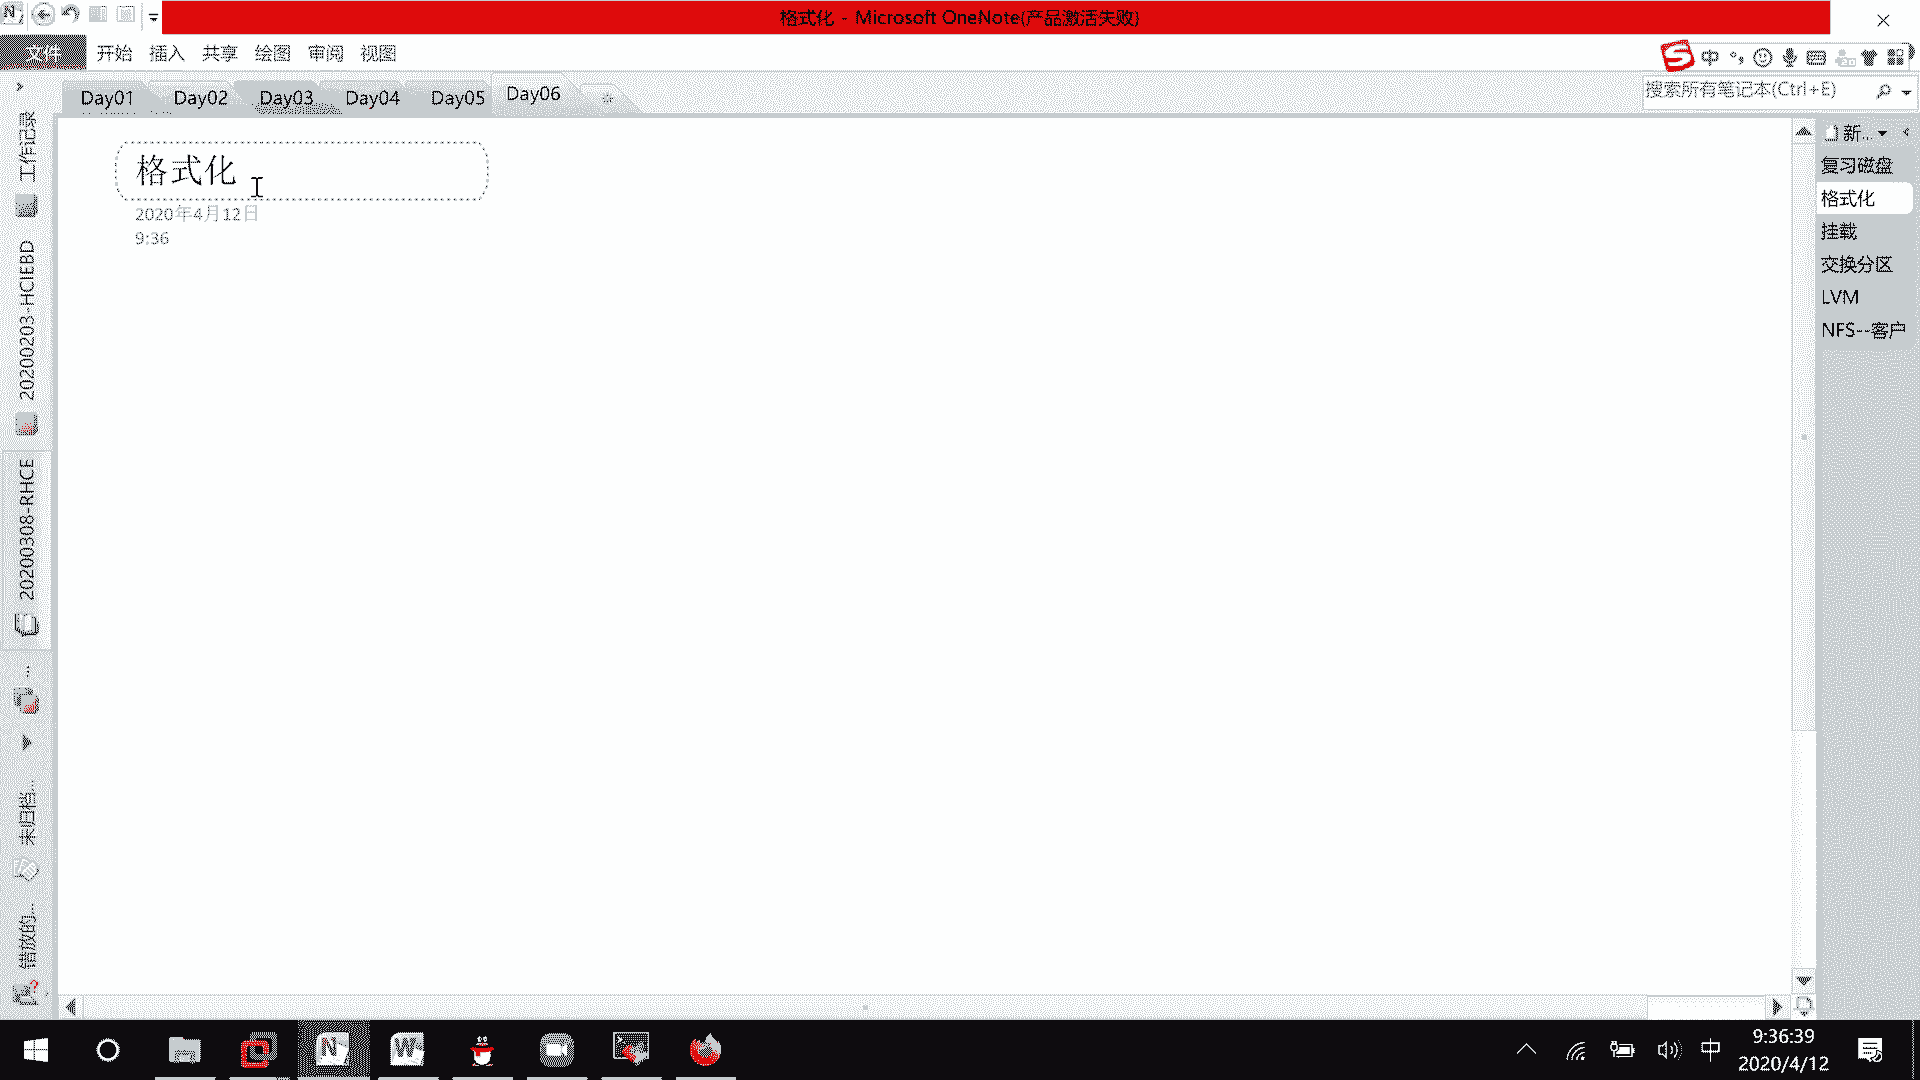 格式化 - Microsoft OneNote(产品激活失败)
文件 开始 插入 共享 绘图 审阅 视图
中
Day01 Day02 Day03 Day04 Day05 Day06
搜索所有笔记本(Ctrl+E)
工作记录
20200203-HCIEBD
20200308-RHCE
...
未归档...
错放的...
格式化
2020年4月12日
9:36
新...
复习磁盘
格式化
挂载
交换分区
LVM
NFS--客户
中
9:36:39
2020/4/12